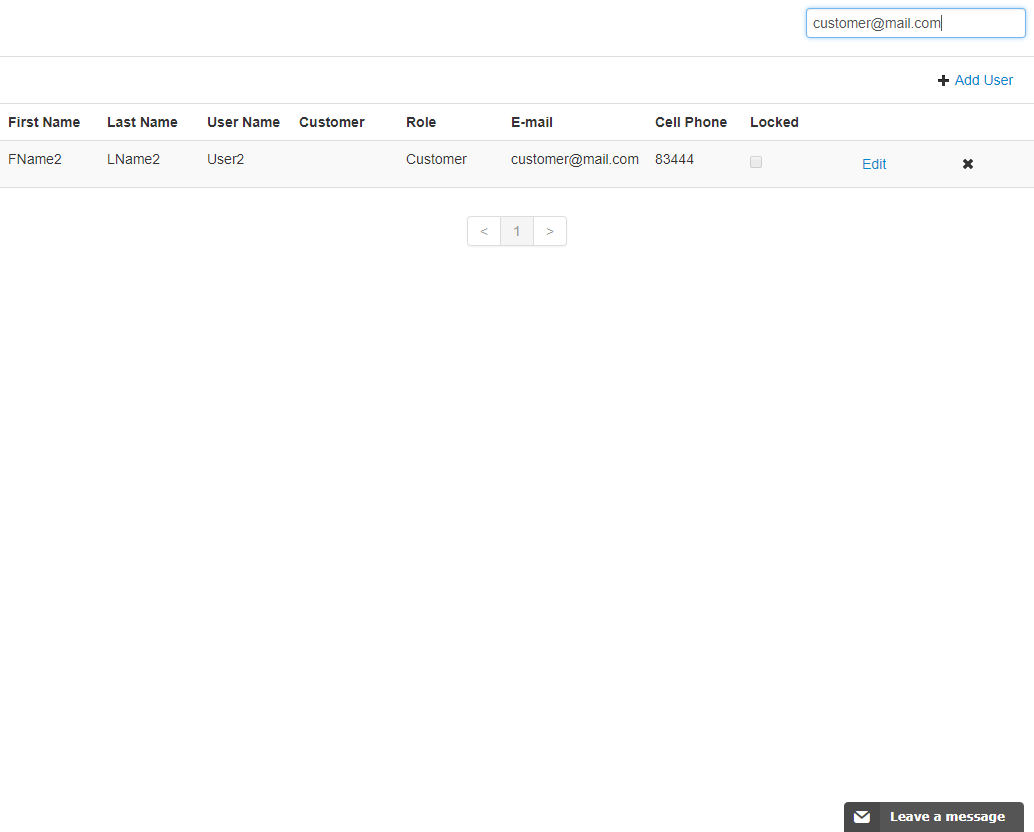 customer@mail.com
Add User
First Name Last Name User Name Customer Role E-mail Cell Phone Locked
FName2 LName2 User2 Customer customer@mail.com 83444 Edit
< 1 >
Leave a message